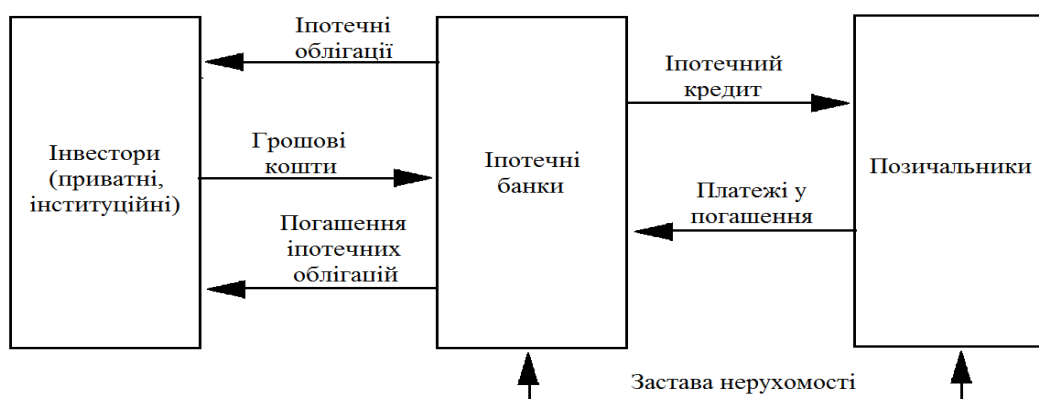 Інвестори
(приватні,
інституційні)
Іпотечні
облігації
Грошові
кошти
Погашення
іпотечних
облігацій
Іпотечні
банки
Іпотечний
кредит
Платежі у
погашення
Позичальники
Застава нерухомості